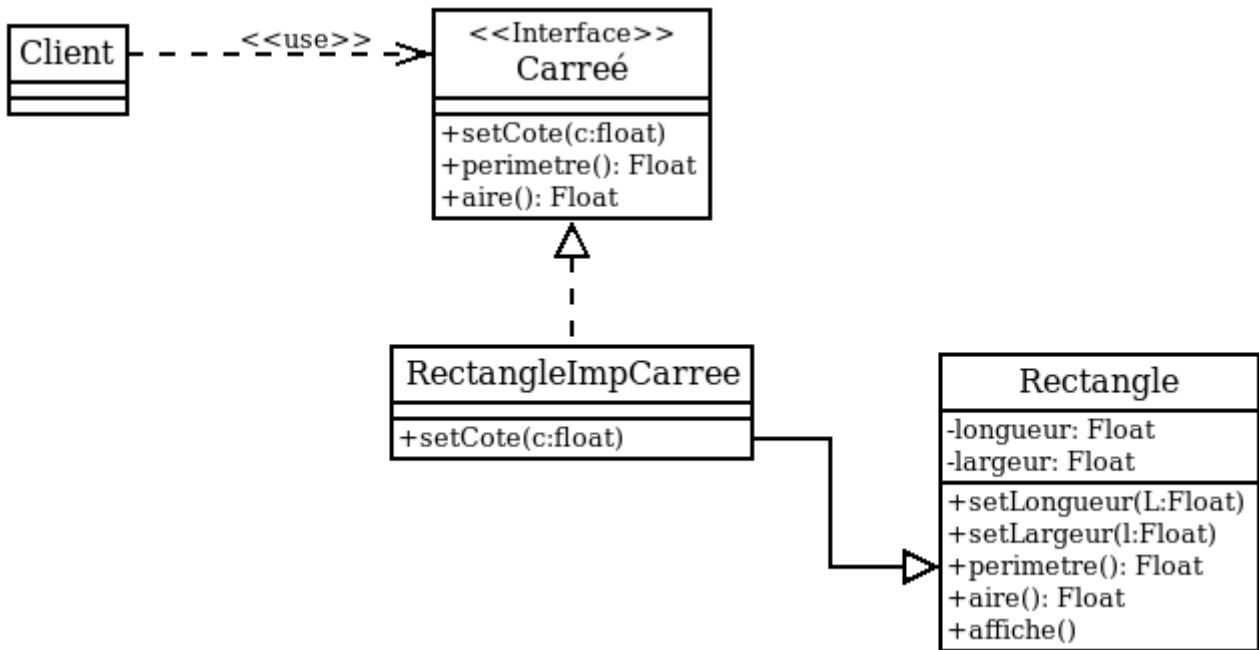 Client
<<use>>
<<Interface>>
Carreé
+setCote(c:float)
+perimetre(): Float
+aire(): Float
RectangleImpCarree
+setCote(c:float)
Rectangle
-longueur: Float
-largeur: Float
+setLongueur(L:Float)
+setLargeur(l:Float)
+perimetre(): Float
+aire(): Float
+affiche()